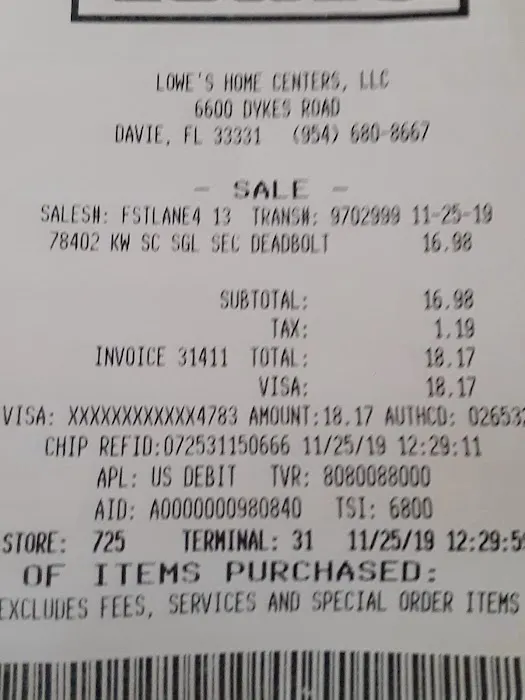 LOWE'S HOME CENTERS, LLC
6600 DYKES ROAD
DAVIE, FL 33331 (954) 680-8667
- SALE -
SALES#: FSTLANE4 13 TRANS#: 9702999 11-25-19
78402 KW SC SGL SEC DEADBOLT 16.98
SUBTOTAL: 16.98
TAX: 1.19
INVOICE 31411 TOTAL: 18.17
VISA: 18.17
VISA: XXXXXXXXXXXX4783 AMOUNT:18.17 AUTHCD:
CHIP REFID:072531150666 11/25/19 12:29:11
APL: US DEBIT TVR: 8080088000
AID: A0000000980840 TSI: 6800
STORE: 725 TERMINAL: 31 11/25/19
OF ITEMS PURCHASED:
EXCLUDES FEES, SERVICES AND SPECIAL ORDER ITEMS